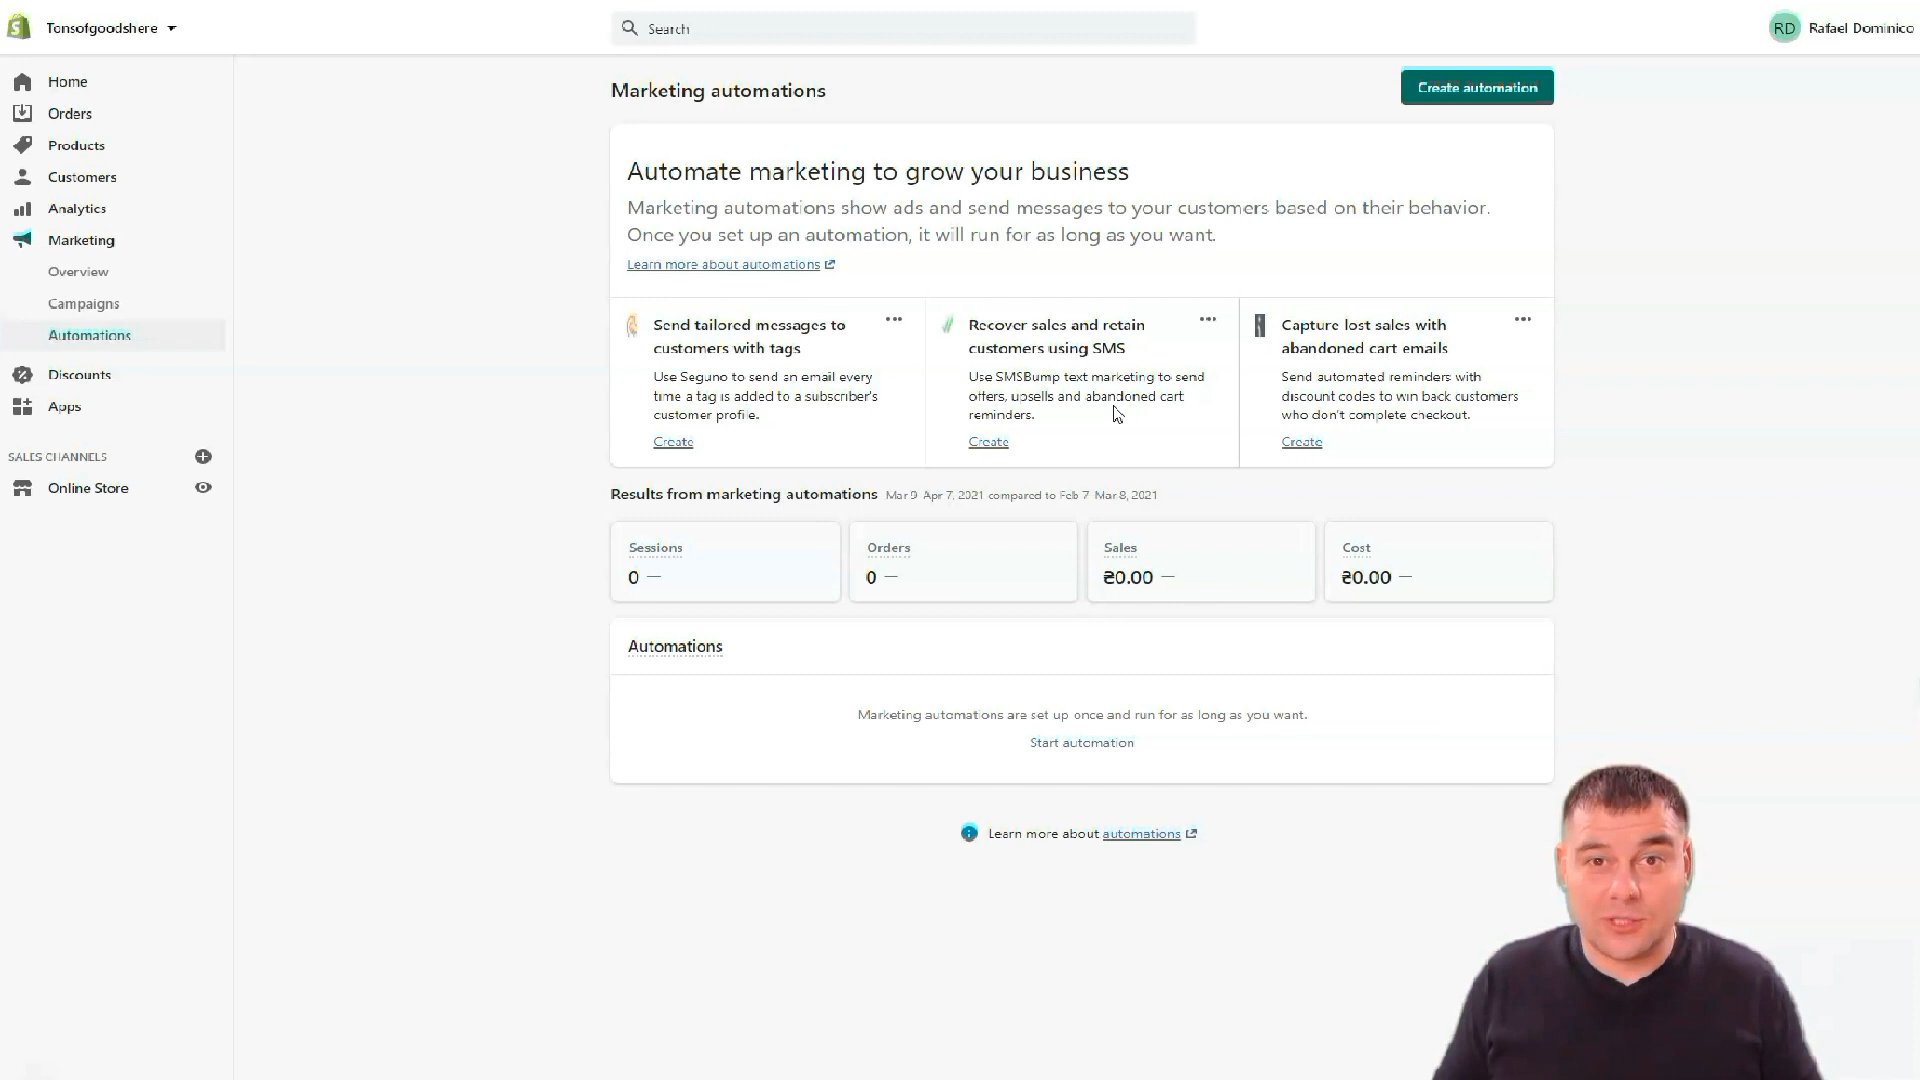 Tonsofgoodshere
Search
RD Rafael Dominico
Home
Orders
Products
Customers
Analytics
Marketing
Overview
Campaigns
Automations
Discounts
Apps
SALES CHANNELS
Online Store
Marketing automations
Create automation
Automate marketing to grow your business
Marketing automations show ads and send messages to your customers based on their behavior.
Once you set up an automation, it will run for as long as you want.
Learn more about automations
Send tailored messages to
customers with tags
Use Seguno to send an email every
time a tag is added to a subscriber's
customer profile.
Create
Recover sales and retain
customers using SMS
Use SMSBump text marketing to send
offers, upsells and abandoned cart
reminders.
Create
Capture lost sales with
abandoned cart emails
Send automated reminders with
discount codes to win back customers
who don't complete checkout.
Create
Results from marketing automations Mar 9–Apr 7, 2021 compared to Feb 7–Mar 8, 2021
Sessions
0 —
Orders
0 —
Sales
₴0.00 —
Cost
₴0.00 —
Automations
Marketing automations are set up once and run for as long as you want.
Start automation
Learn more about automations